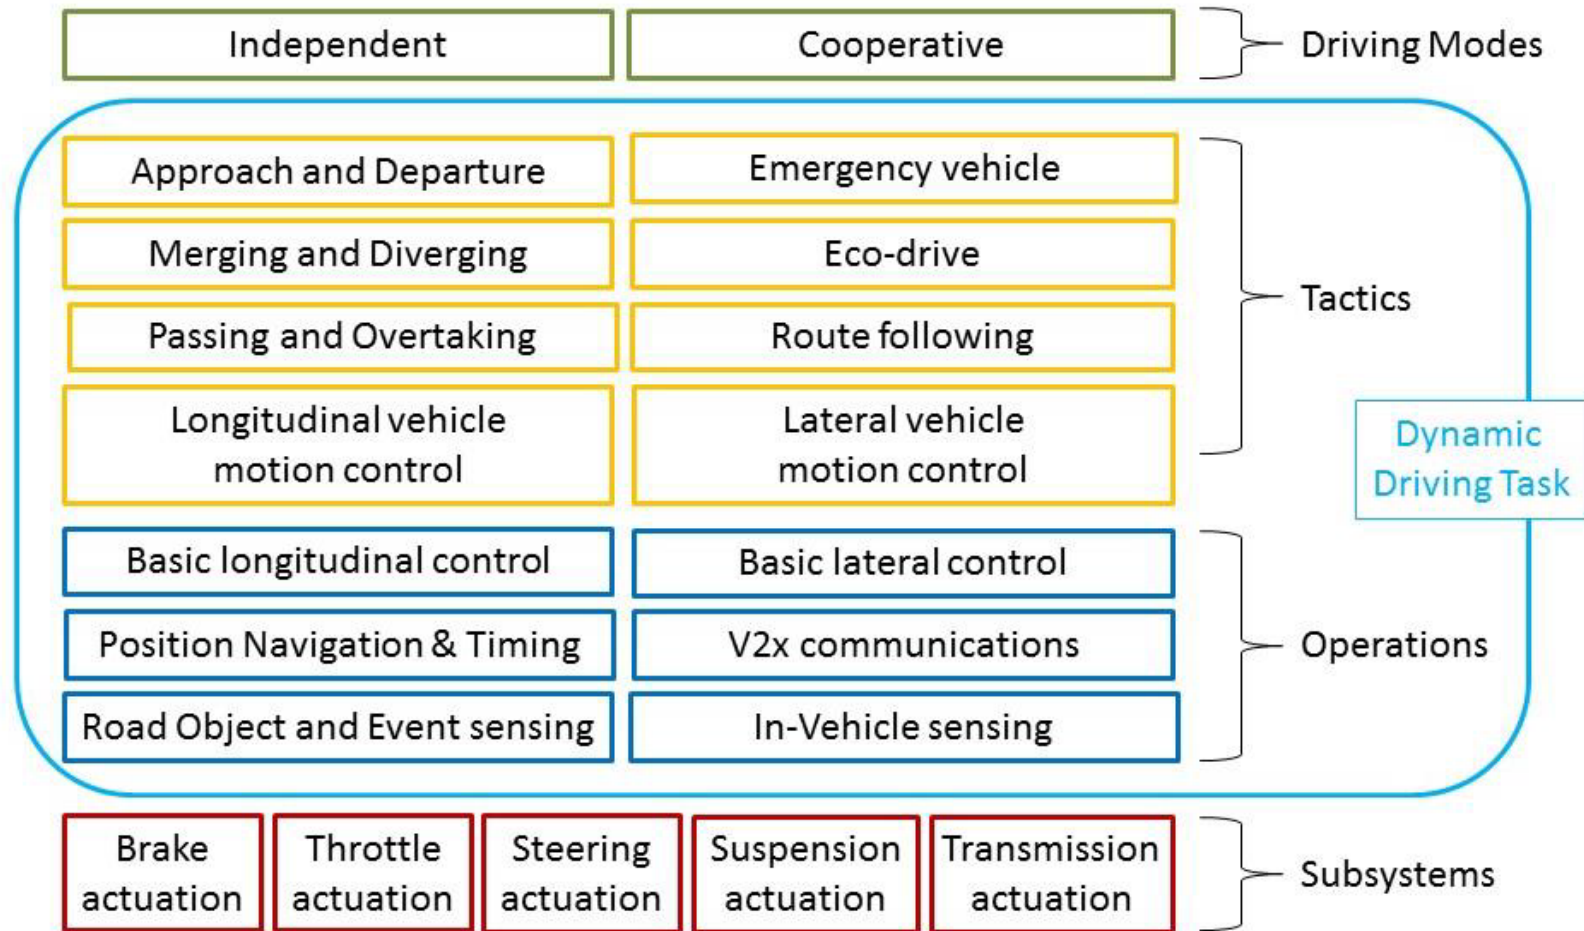 Independent
Cooperative
Driving Modes
Approach and Departure
Emergency vehicle
Merging and Diverging
Eco-drive
Passing and Overtaking
Route following
Tactics
Longitudinal vehicle
motion control
Lateral vehicle
motion control
Dynamic
Driving Task
Basic longitudinal control
Basic lateral control
Position Navigation & Timing
V2x communications
Operations
Road Object and Event sensing
In-Vehicle sensing
Brake
actuation
Throttle
actuation
Steering
actuation
Suspension
actuation
Transmission
actuation
Subsystems